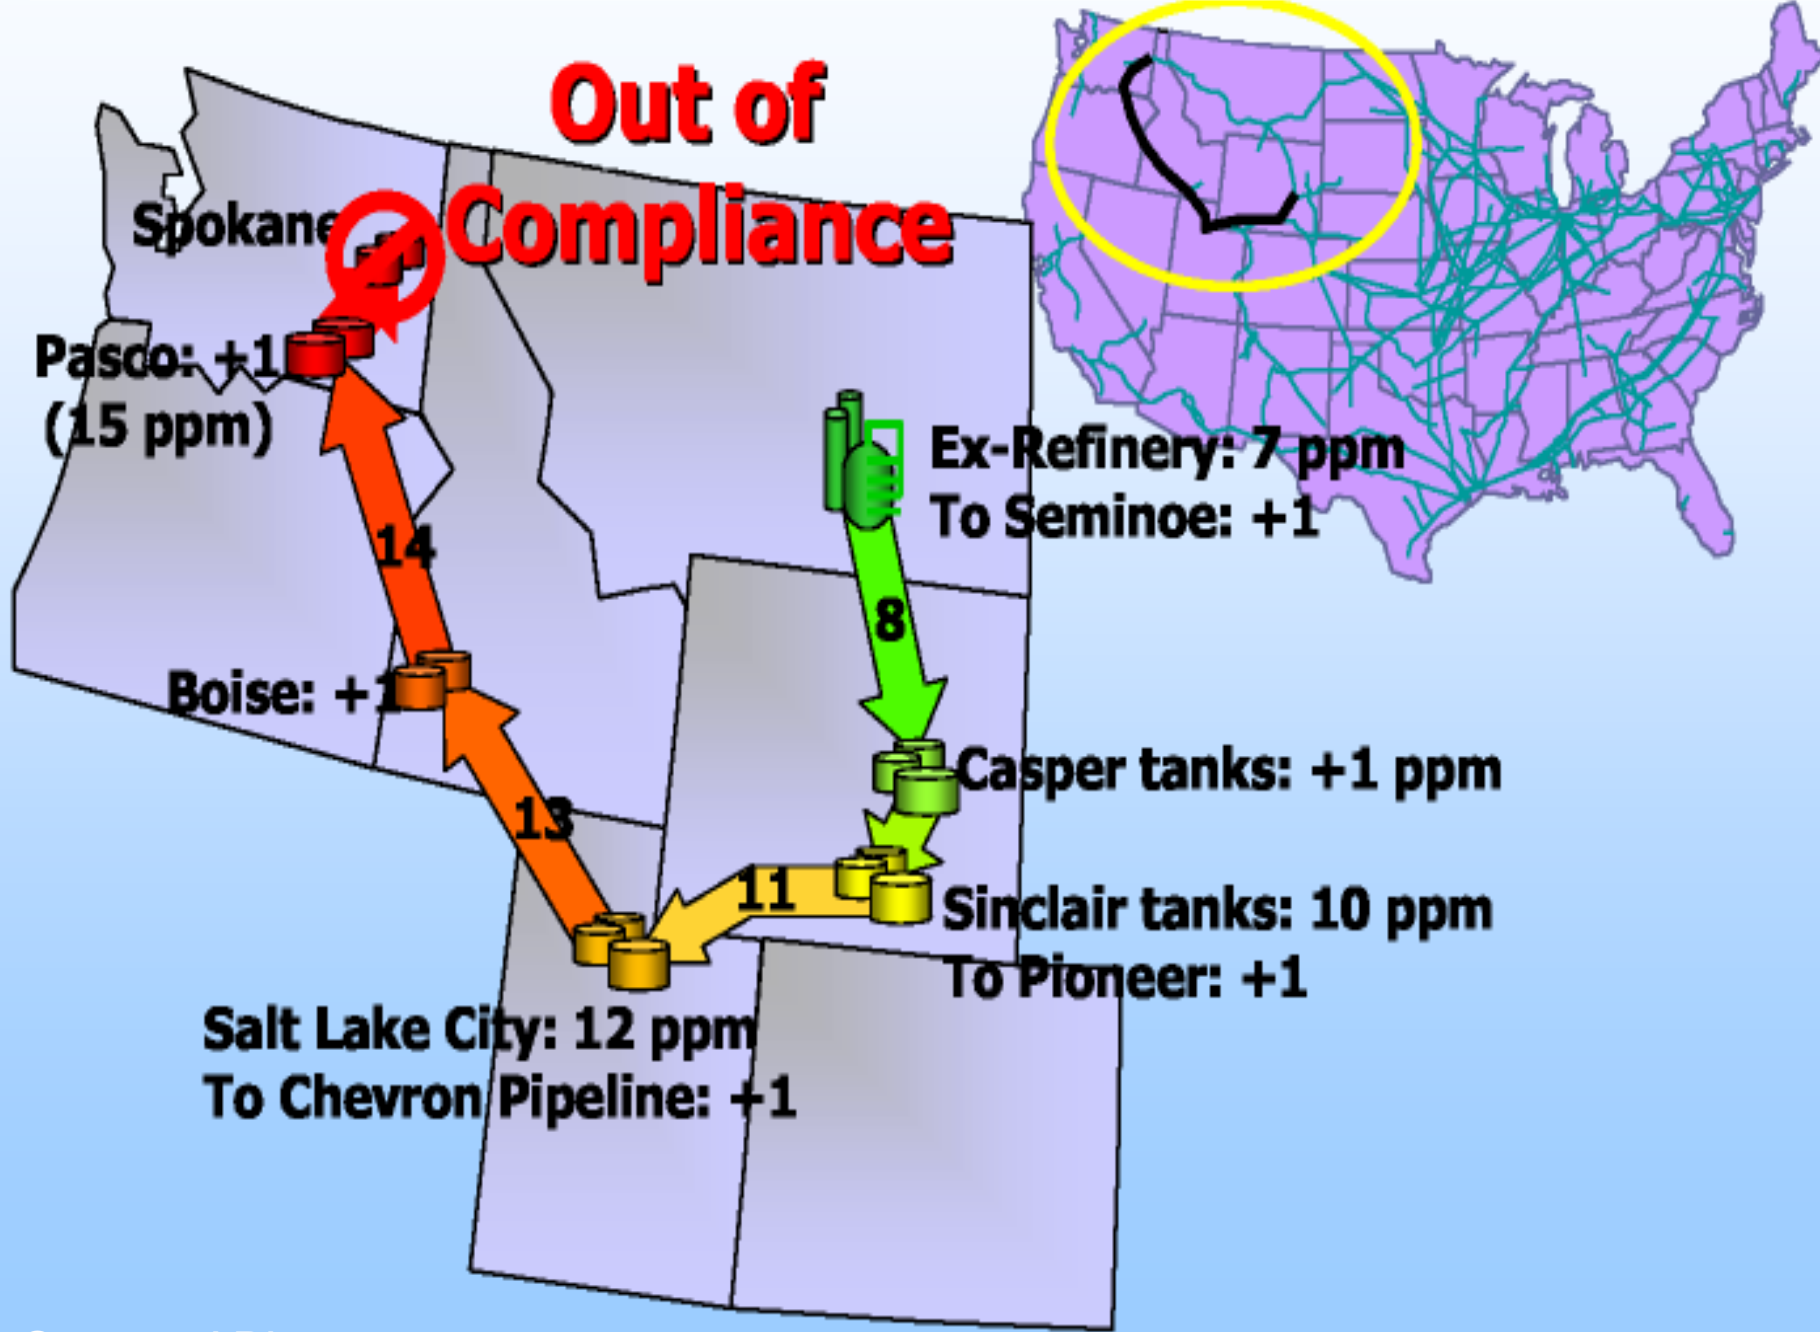 Out of
Compliance
Spokane
Pasco: +1
(15 ppm)
14
Ex-Refinery: 7 ppm
To Seminoe: +1
8
Boise: +1
Casper tanks: +1 ppm
13
11
Sinclair tanks: 10 ppm
To Pioneer: +1
Salt Lake City: 12 ppm
To Chevron Pipeline: +1